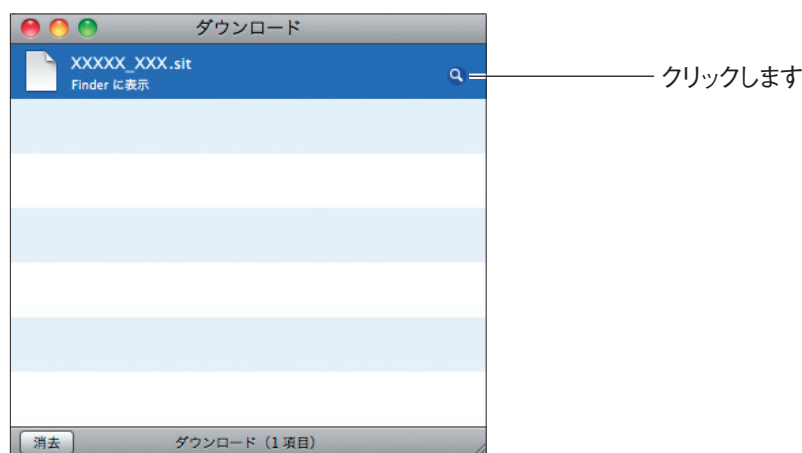 ダウンロード
XXXXX_XXX.sit
Finder に表示
クリックします
消去
ダウンロード（1 項目）